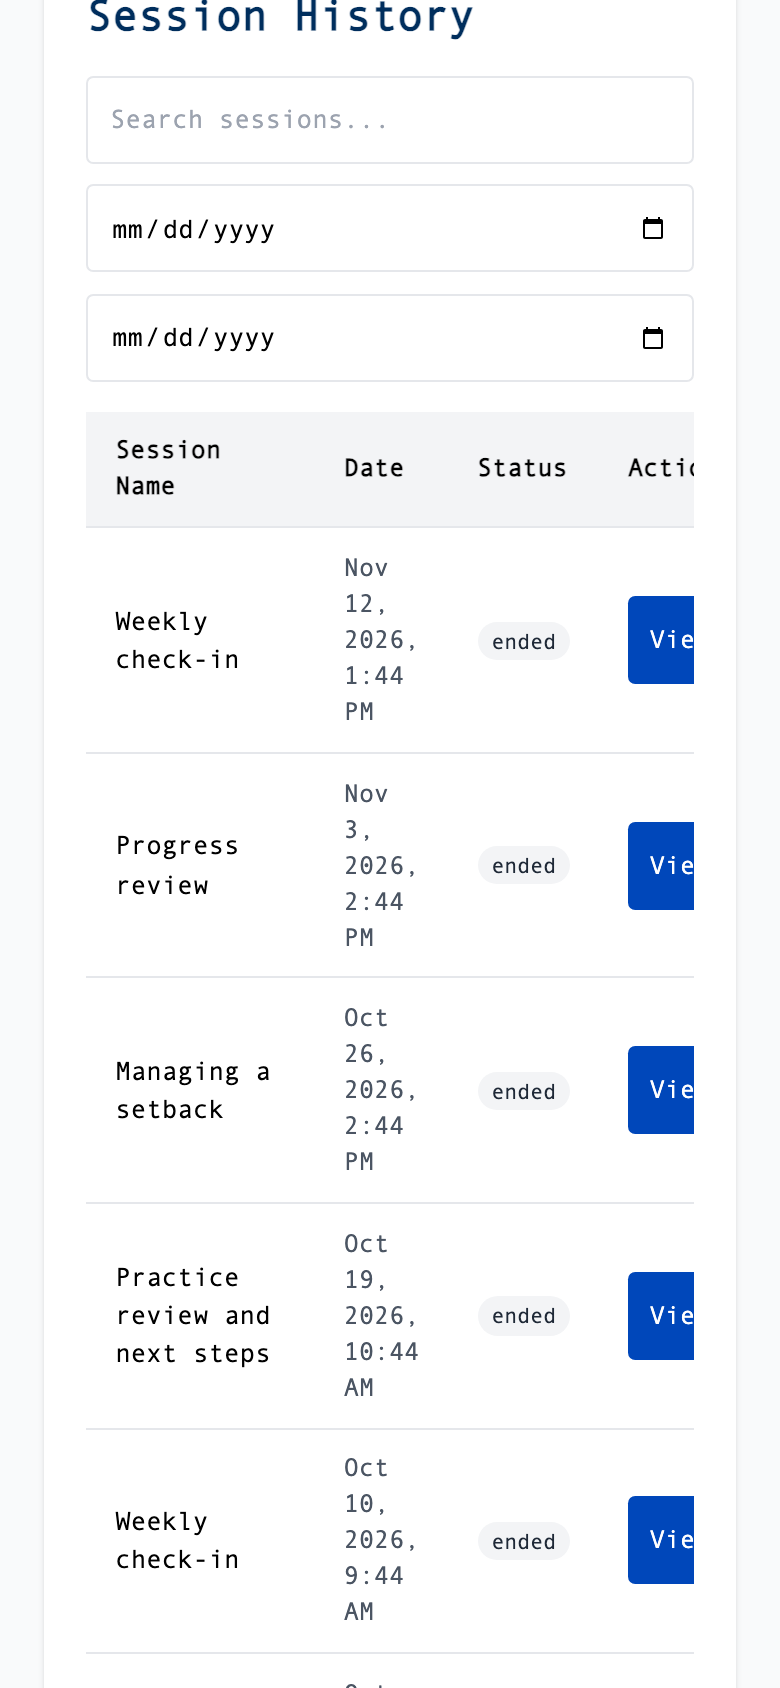 Session History
Search sessions...
mm/dd/yyyy
mm/dd/yyyy
Session
Name
Date
Status
Weekly
check-in
Nov
12,
2026,
1:44
PM
ended
Progress
review
Nov
3,
2026,
2:44
PM
ended
Managing a
setback
Oct
26,
2026,
2:44
PM
ended
Practice
review and
next steps
Oct
19,
2026,
10:44
AM
ended
Weekly
check-in
Oct
10,
2026,
9:44
AM
ended